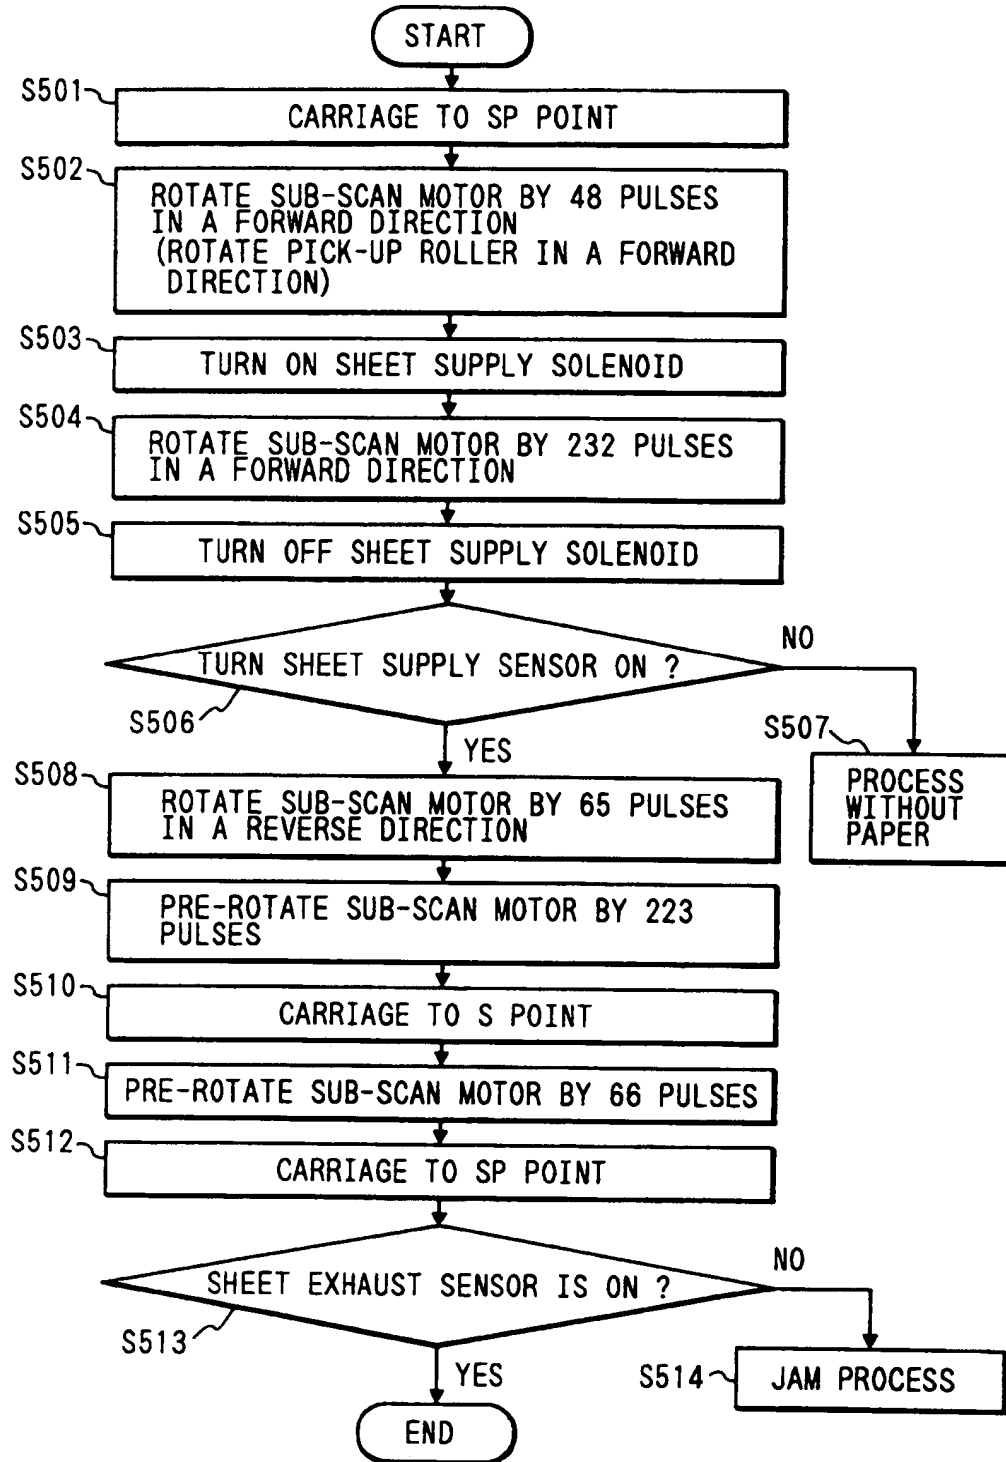 START
S501
CARRIAGE TO SP POINT
S502
ROTATE SUB-SCAN MOTOR BY 48 PULSES
IN A FORWARD DIRECTION
(ROTATE PICK-UP ROLLER IN A FORWARD
DIRECTION)
S503
TURN ON SHEET SUPPLY SOLENOID
S504
ROTATE SUB-SCAN MOTOR BY 232 PULSES
IN A FORWARD DIRECTION
S505
TURN OFF SHEET SUPPLY SOLENOID
TURN SHEET SUPPLY SENSOR ON ?
NO
S506
YES
S507
PROCESS
WITHOUT
PAPER
S508
ROTATE SUB-SCAN MOTOR BY 65 PULSES
IN A REVERSE DIRECTION
S509
PRE-ROTATE SUB-SCAN MOTOR BY 223
PULSES
S510
CARRIAGE TO S POINT
S511
PRE-ROTATE SUB-SCAN MOTOR BY 66 PULSES
S512
CARRIAGE TO SP POINT
SHEET EXHAUST SENSOR IS ON ?
NO
S513
YES
S514
JAM PROCESS
END